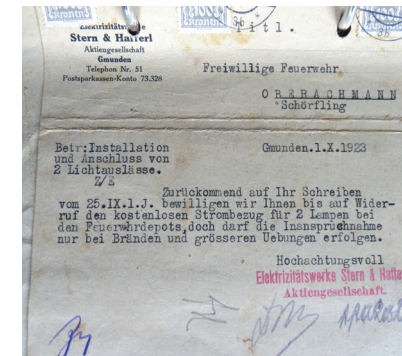 Titl.
Stern & Hafferl
Aktiengesellschaft
Gmunden
Telephon Nr. 51
Postsparkassen-Konto 73.328
Freiwillige Feuerwehr
OBERACHMANN
Schörfling
Betr:Installation
und Anschluss von
2 Lichtauslässe.
Z/E
Gmunden.1.X.1923
Zurückommend auf Ihr Schreiben
vom 25.IX.l.J. bewilligen wir Ihnen bis auf Wider-
ruf den kostenlosen Strombezug für 2 Lampen bei
den Feuerwehrdepots,doch darf die Inanspruchnahme
nur bei Bränden und grösseren Uebungen erfolgen.
Hochachtungsvoll
Elektrizitätswerke Stern & Haffe
Aktiengesellschaft.